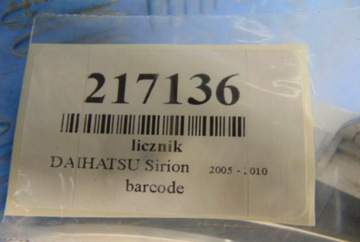 217136
licznik
DAIHATSU Sirion 2005 - 2010
barcode